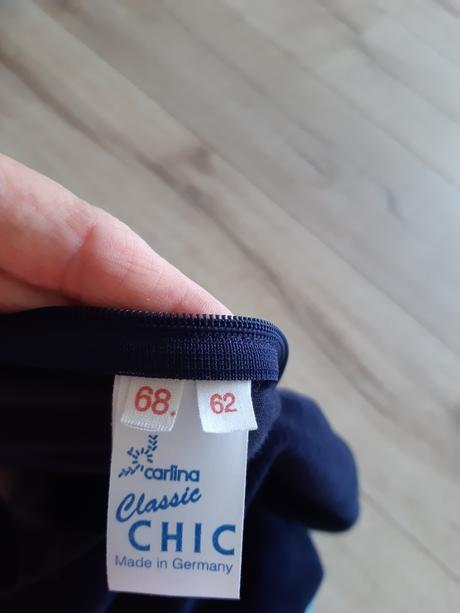 68. 62
carlina
Classic
CHIC
Made in Germany